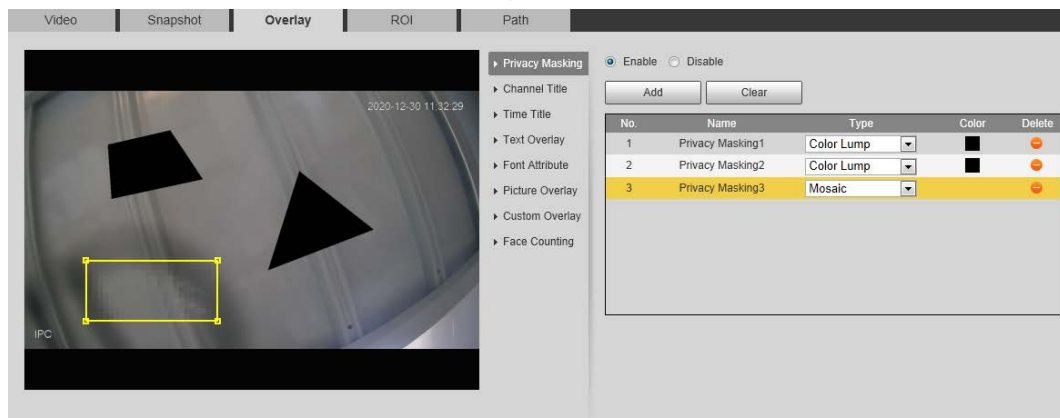 Video Snapshot Overlay ROI Path
2020-12-30 11:32:29
IPC
Privacy Masking
Channel Title
Time Title
Text Overlay
Font Attribute
Picture Overlay
Custom Overlay
Face Counting
Enable Disable
Add Clear
No. Name Type Color Delete
1 Privacy Masking1 Color Lump
2 Privacy Masking2 Color Lump
3 Privacy Masking3 Mosaic